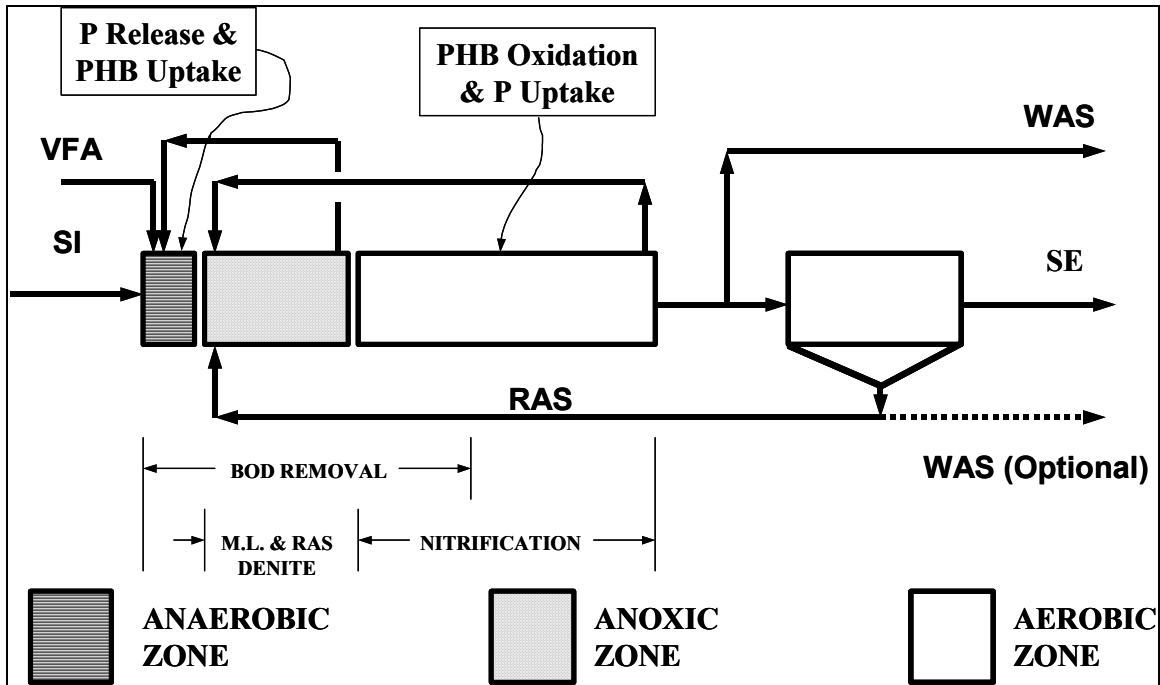 P Release &
PHB Uptake
PHB Oxidation
& P Uptake
WAS
VFA
SI
SE
RAS
BOD REMOVAL
WAS (Optional)
M.L. & RAS
DENITE
NITRIFICATION
ANAEROBIC
ZONE
ANOXIC
ZONE
AEROBIC
ZONE